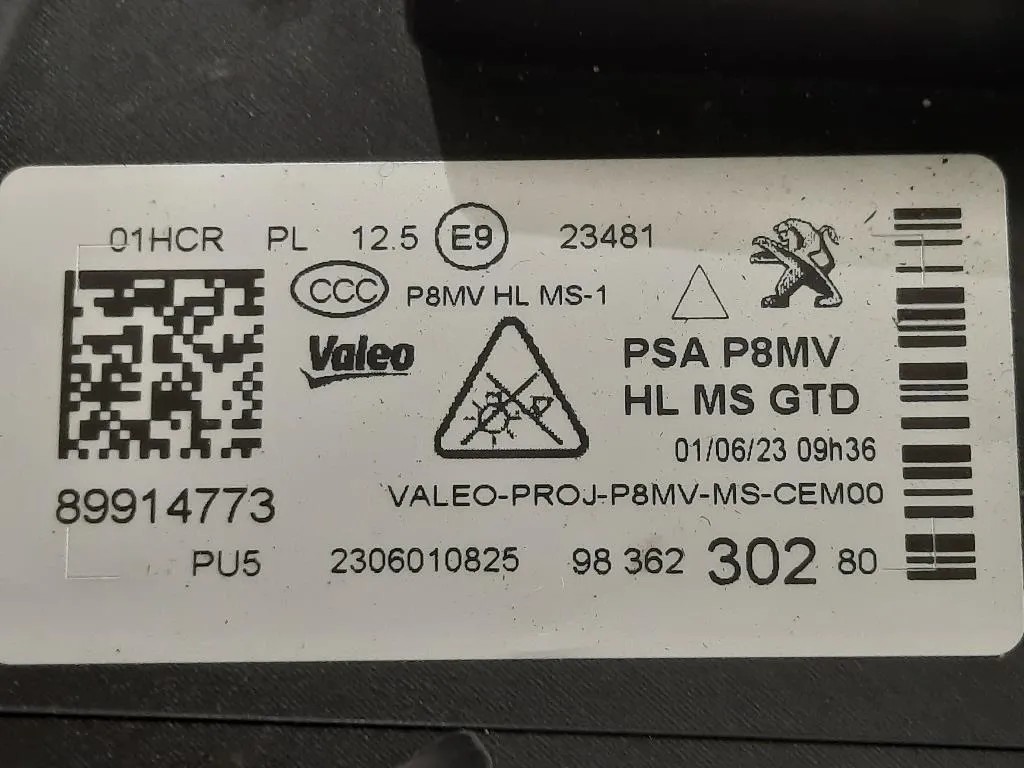 01HCR PL 12.5 E9 23481
CCC P8MV HL MS-1
Valeo
PSA P8MV
HL MS GTD
01/06/23 09h36
VALEO-PROJ-P8MV-MS-CEM00
89914773
PU5 2306010825 98 362 302 80